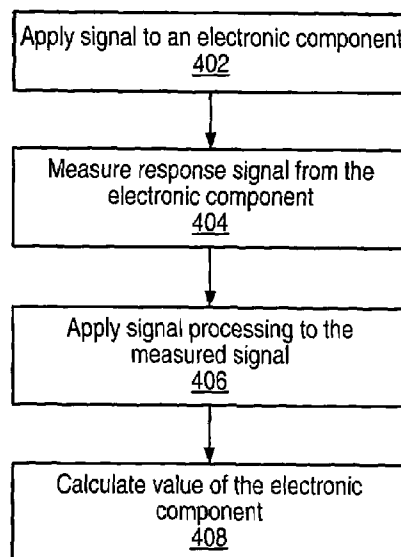 Apply signal to an electronic component
402
Measure response signal from the
electronic component
404
Apply signal processing to the
measured signal
406
Calculate value of the electronic
component
408